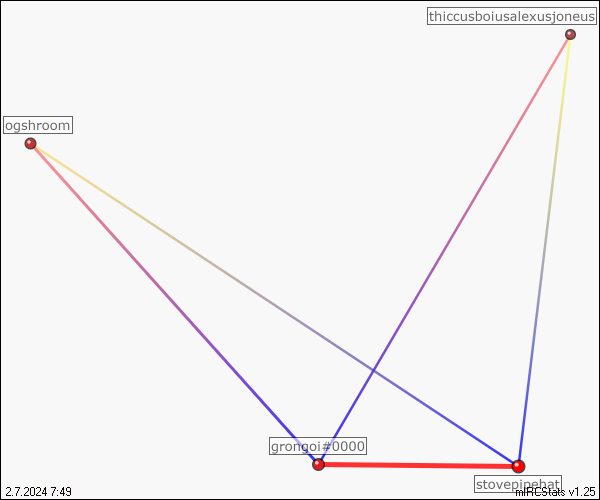 thiccusboiusalexusjoneus
ogshroom
grongoi#0000
stovepipehat
2.7.2024 7:49
mIRCStats v1.25